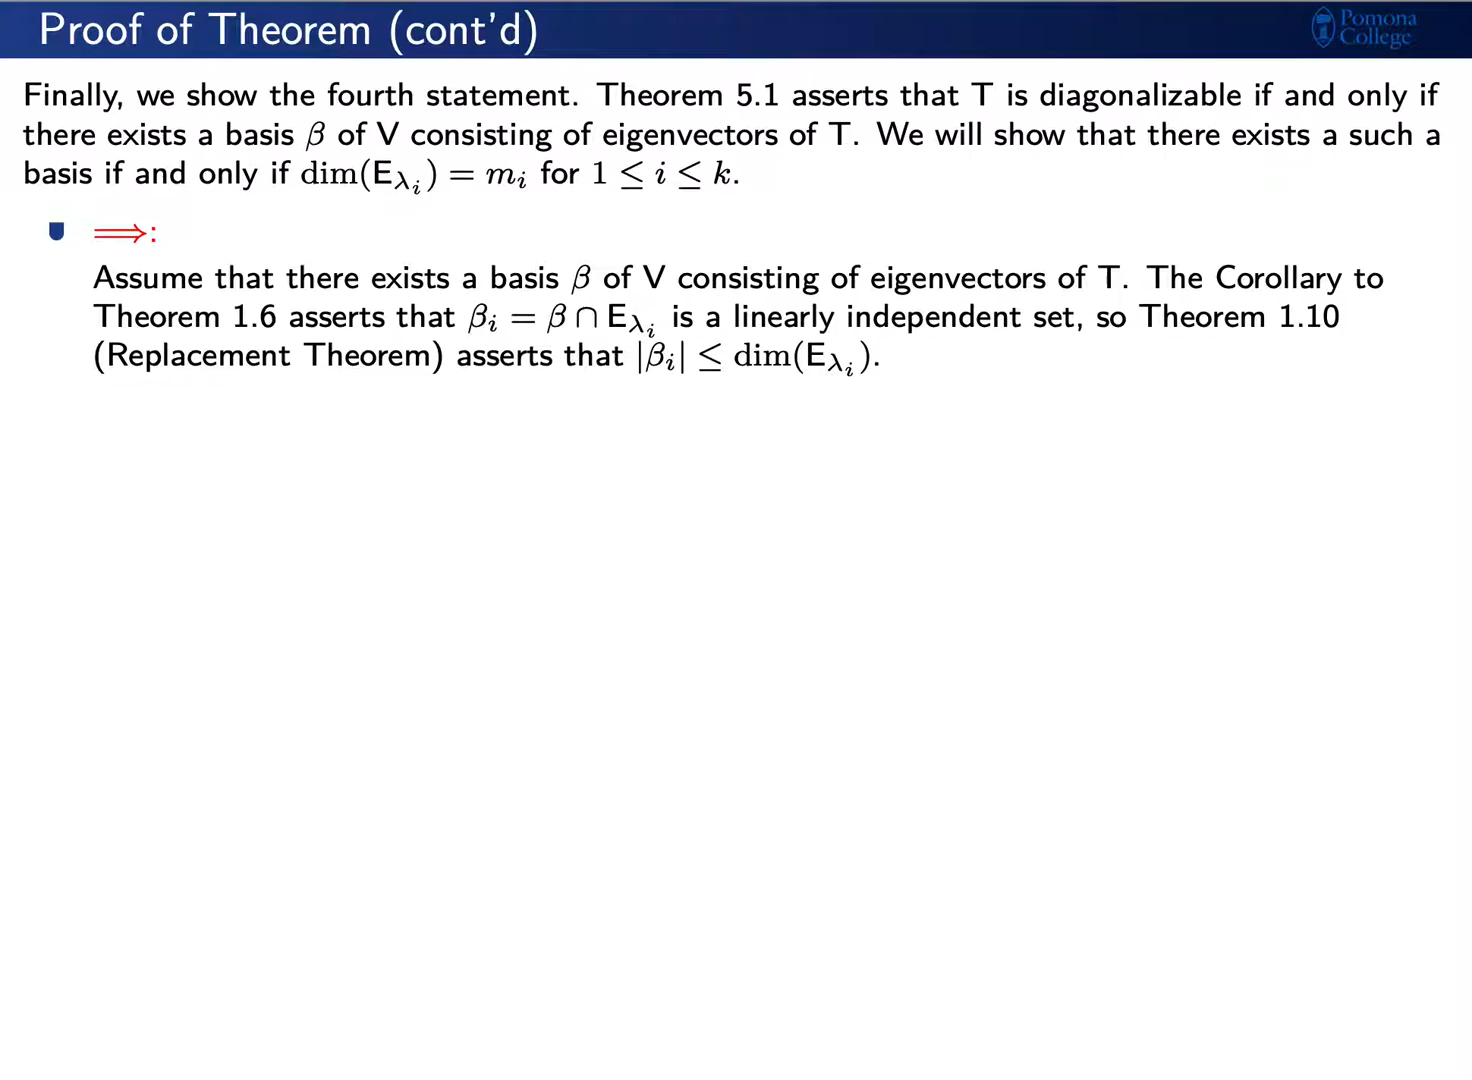 Proof of Theorem (cont'd)
Pomona
College
Finally, we show the fourth statement. Theorem 5.1 asserts that T is diagonalizable if and only if
there exists a basis β of V consisting of eigenvectors of T. We will show that there exists a such a
basis if and only if dim(E_{λ_i}) = m_i for 1 ≤ i ≤ k.
⟹:
Assume that there exists a basis β of V consisting of eigenvectors of T. The Corollary to
Theorem 1.6 asserts that β_i = β ∩ E_{λ_i} is a linearly independent set, so Theorem 1.10
(Replacement Theorem) asserts that |β_i| ≤ dim(E_{λ_i}).